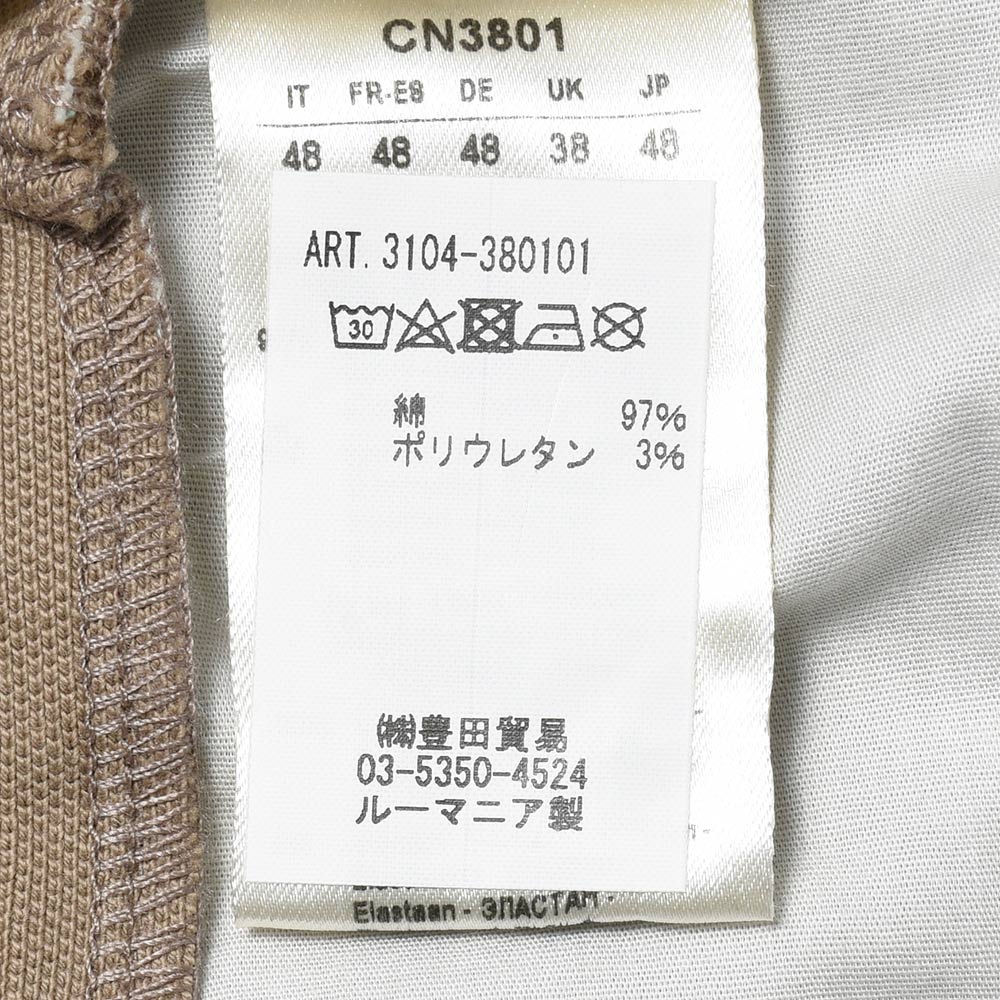 CN3801
IT FR-ES DE UK JP
48 48 48 38 48
ART. 3104-380101
30
綿 97%
ポリウレタン 3%
㈱豊田貿易
03-5350-4524
ルーマニア製
Elastaan - ЭЛАСТАН -